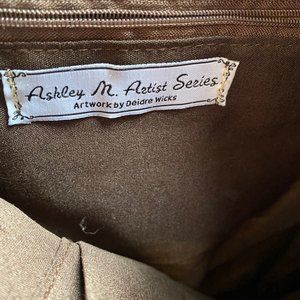 Ashley M. Artist Series
Artwork by Deidre Wicks